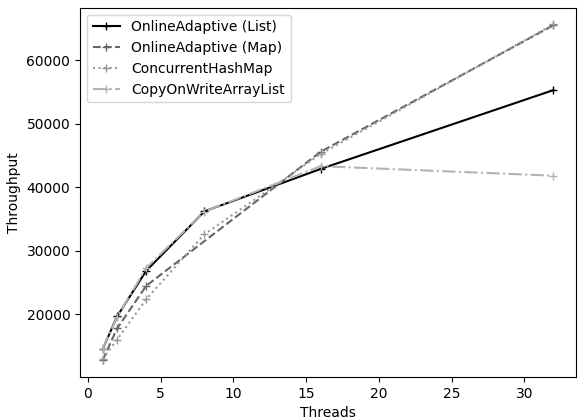 OnlineAdaptive (List)
OnlineAdaptive (Map)
ConcurrentHashMap
CopyOnWriteArrayList
60000
50000
40000
30000
20000
Throughput
0 5 10 15 20 25 30
Threads